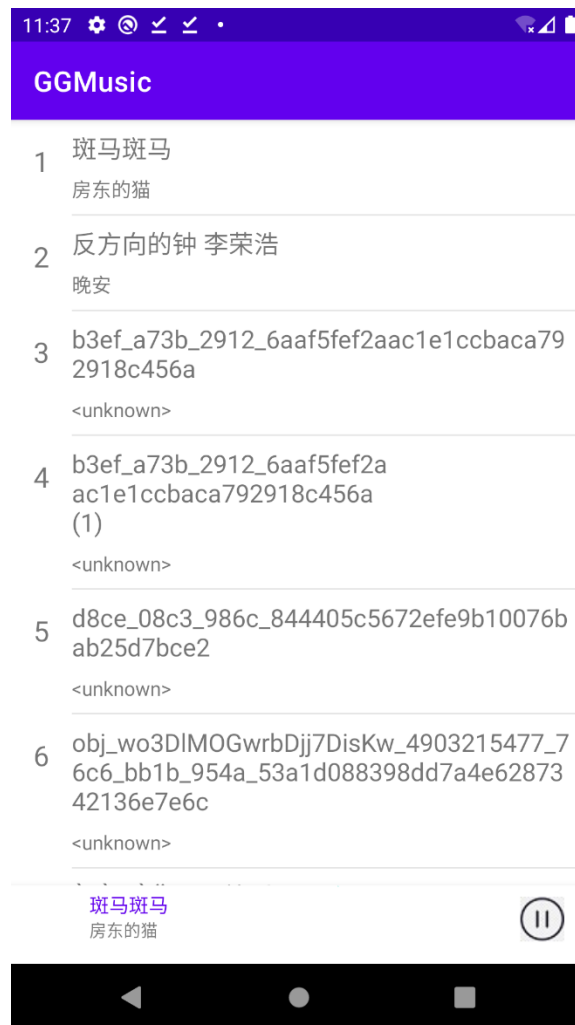 11:37
GGMusic
1
斑马斑马
房东的猫
2
反方向的钟 李荣浩
晚安
3
b3ef_a73b_2912_6aaf5fef2aac1e1ccbaca79
2918c456a
<unknown>
4
b3ef_a73b_2912_6aaf5fef2a
ac1e1ccbaca792918c456a
(1)
<unknown>
5
d8ce_08c3_986c_844405c5672efe9b10076b
ab25d7bce2
<unknown>
6
obj_wo3DlMOGwrbDjj7DisKw_4903215477_7
6c6_bb1b_954a_53a1d088398dd7a4e62873
42136e7e6c
<unknown>
斑马斑马
房东的猫